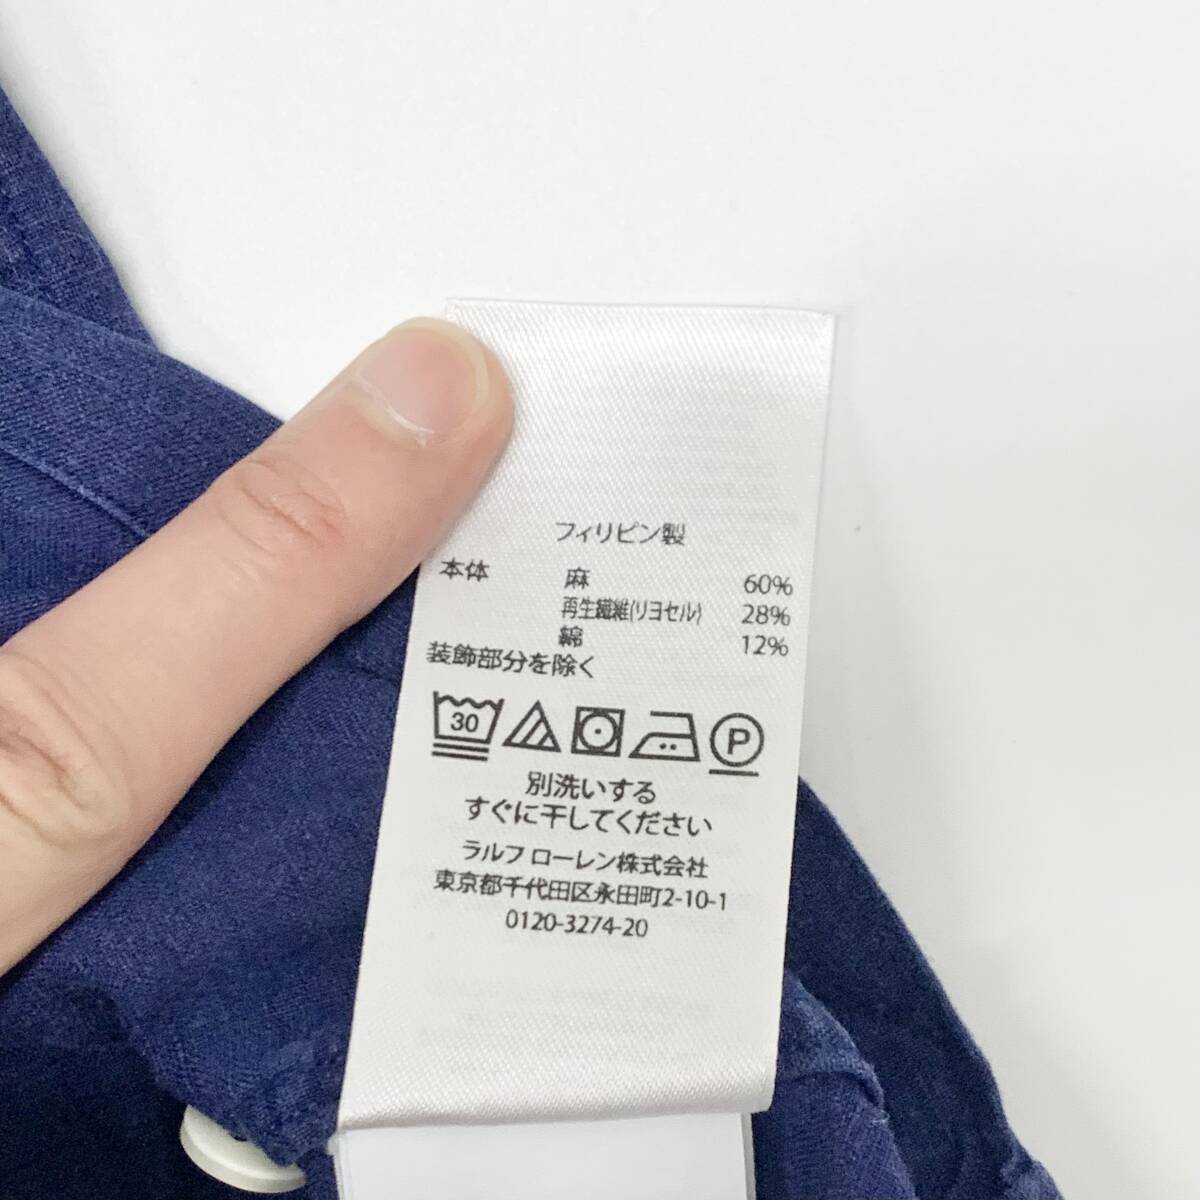 フィリピン製
本体 麻 60%
再生繊維(リヨセル) 28%
綿 12%
装飾部分を除く
30 P
別洗いする
すぐに干してください
ラルフ ローレン株式会社
東京都千代田区永田町2-10-1
0120-3274-20